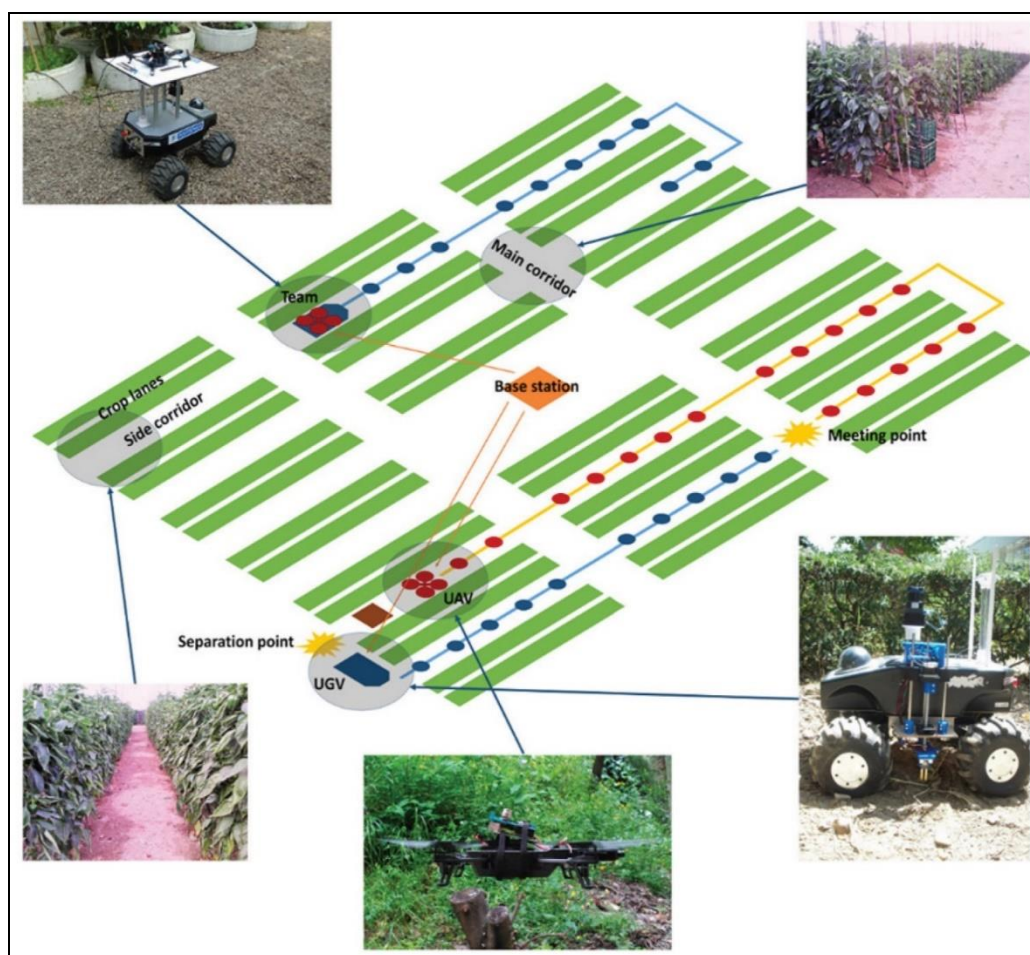 Main corridor
Team
Base station
Crop lanes
Side corridor
Meeting point
UAV
Separation point
UGV